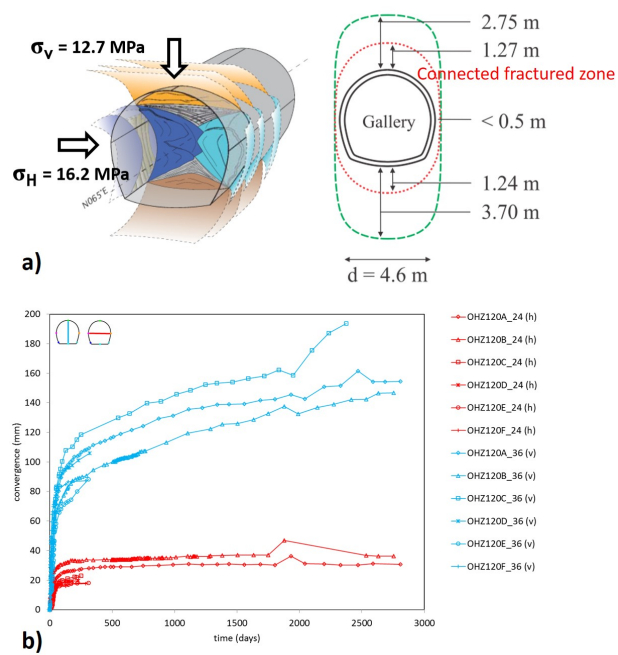 a)
σv = 12.7 MPa
σH = 16.2 MPa
N065°E
2.75 m
1.27 m
Connected fractured zone
Gallery
< 0.5 m
1.24 m
3.70 m
d = 4.6 m
a)
200
180
160
140
120
100
80
60
40
20
0
convergence (mm)
0
500
1000
1500
2000
2500
3000
time (days)
OHZ120A_24 (h)
OHZ120B_24 (h)
OHZ120C_24 (h)
OHZ120D_24 (h)
OHZ120E_24 (h)
OHZ120F_24 (h)
OHZ120A_36 (v)
OHZ120B_36 (v)
OHZ120C_36 (v)
OHZ120D_36 (v)
OHZ120E_36 (v)
OHZ120F_36 (v)
b)